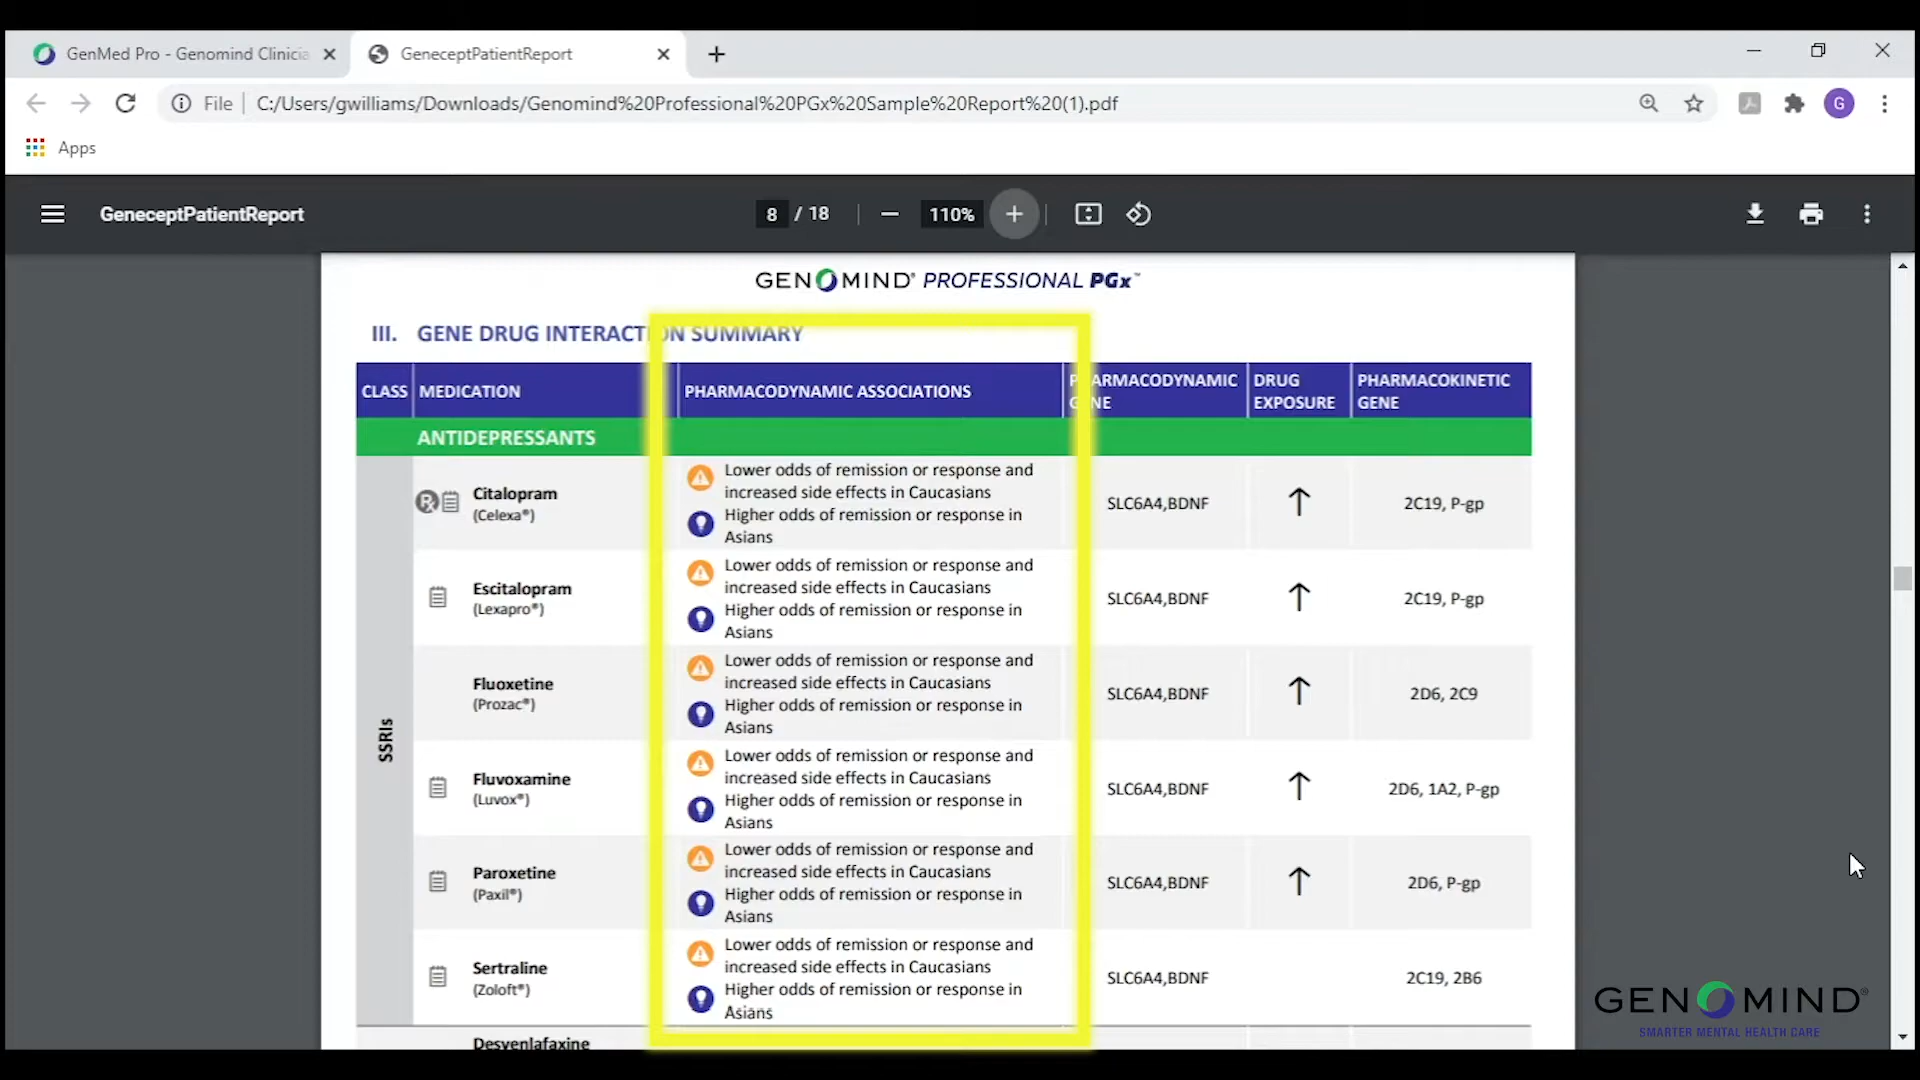 GenMed Pro - Genomind Clinicia
GeneceptPatientReport
File
C:/Users/gwilliams/Downloads/Genomind%20Professional%20PGx%20Sample%20Report%20(1).pdf
G
Apps
GeneceptPatientReport
8 / 18
110%
GENOMIND® PROFESSIONAL PGx™
III. GENE DRUG INTERACTION SUMMARY
CLASS MEDICATION PHARMACODYNAMIC ASSOCIATIONS PHARMACODYNAMIC GENE DRUG EXPOSURE PHARMACOKINETIC GENE
ANTIDEPRESSANTS
SSRIs
Rx
Citalopram
(Celexa®)
Lower odds of remission or response and
increased side effects in Caucasians
Higher odds of remission or response in
Asians
SLC6A4,BDNF
↑
2C19, P-gp
Escitalopram
(Lexapro®)
Lower odds of remission or response and
increased side effects in Caucasians
Higher odds of remission or response in
Asians
SLC6A4,BDNF
↑
2C19, P-gp
Fluoxetine
(Prozac®)
Lower odds of remission or response and
increased side effects in Caucasians
Higher odds of remission or response in
Asians
SLC6A4,BDNF
↑
2D6, 2C9
Fluvoxamine
(Luvox®)
Lower odds of remission or response and
increased side effects in Caucasians
Higher odds of remission or response in
Asians
SLC6A4,BDNF
↑
2D6, 1A2, P-gp
Paroxetine
(Paxil®)
Lower odds of remission or response and
increased side effects in Caucasians
Higher odds of remission or response in
Asians
SLC6A4,BDNF
↑
2D6, P-gp
Sertraline
(Zoloft®)
Lower odds of remission or response and
increased side effects in Caucasians
Higher odds of remission or response in
Asians
SLC6A4,BDNF
2C19, 2B6
Desvenlafaxine
GENOMIND®
SMARTER MENTAL HEALTH CARE